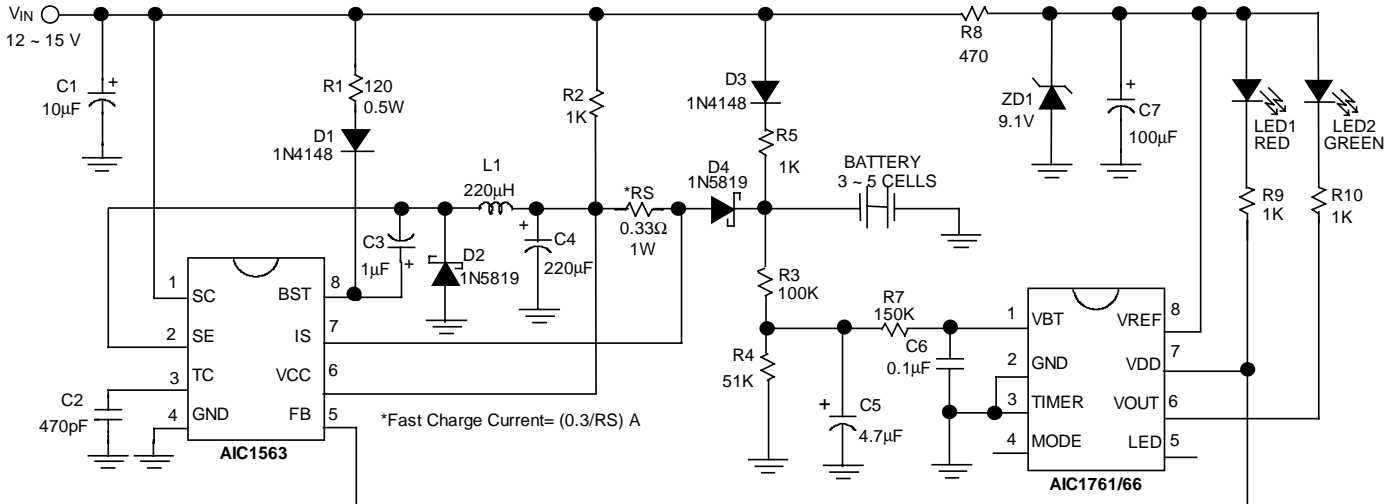 VIN
12 ~ 15 V
C1
10µF
+
R1
120
0.5W
D1
1N4148
R2
1K
D3
1N4148
R5
1K
R8
470
ZD1
9.1V
+
C7
100µF
LED1
RED
LED2
GREEN
R9
1K
R10
1K
L1
220µH
*RS
0.33Ω
1W
D4
1N5819
BATTERY
3 ~ 5 CELLS
C3
1µF
+
D2
1N5819
+
C4
220µF
R3
100K
R7
150K
R4
51K
C6
0.1µF
+
C5
4.7µF
1
SC
BST
8
2
SE
IS
7
3
TC
VCC
6
4
GND
FB
5
AIC1563
C2
470pF
*Fast Charge Current= (0.3/RS) A
1
VBT
VREF
8
2
GND
VDD
7
3
TIMER
VOUT
6
4
MODE
LED
5
AIC1761/66